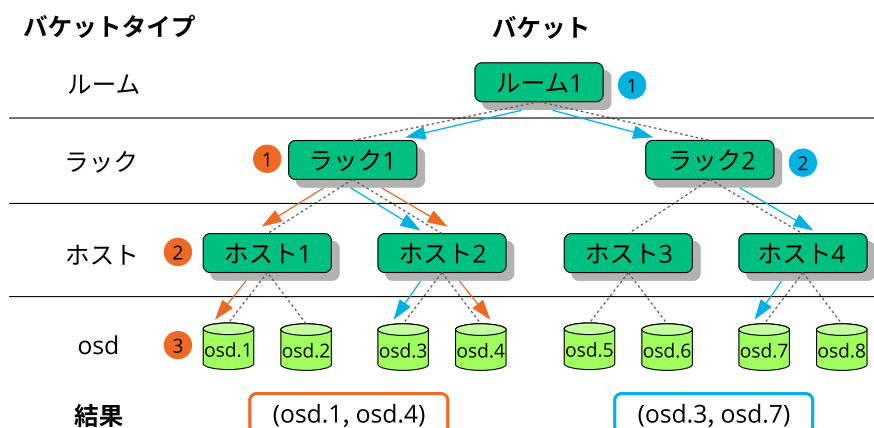 バケットタイプ バケット
ルーム ルーム1 1
ラック 1 ラック1 ラック2 2
ホスト 2 ホスト1 ホスト2 ホスト3 ホスト4
osd 3 osd.1 osd.2 osd.3 osd.4 osd.5 osd.6 osd.7 osd.8
結果 (osd.1, osd.4) (osd.3, osd.7)